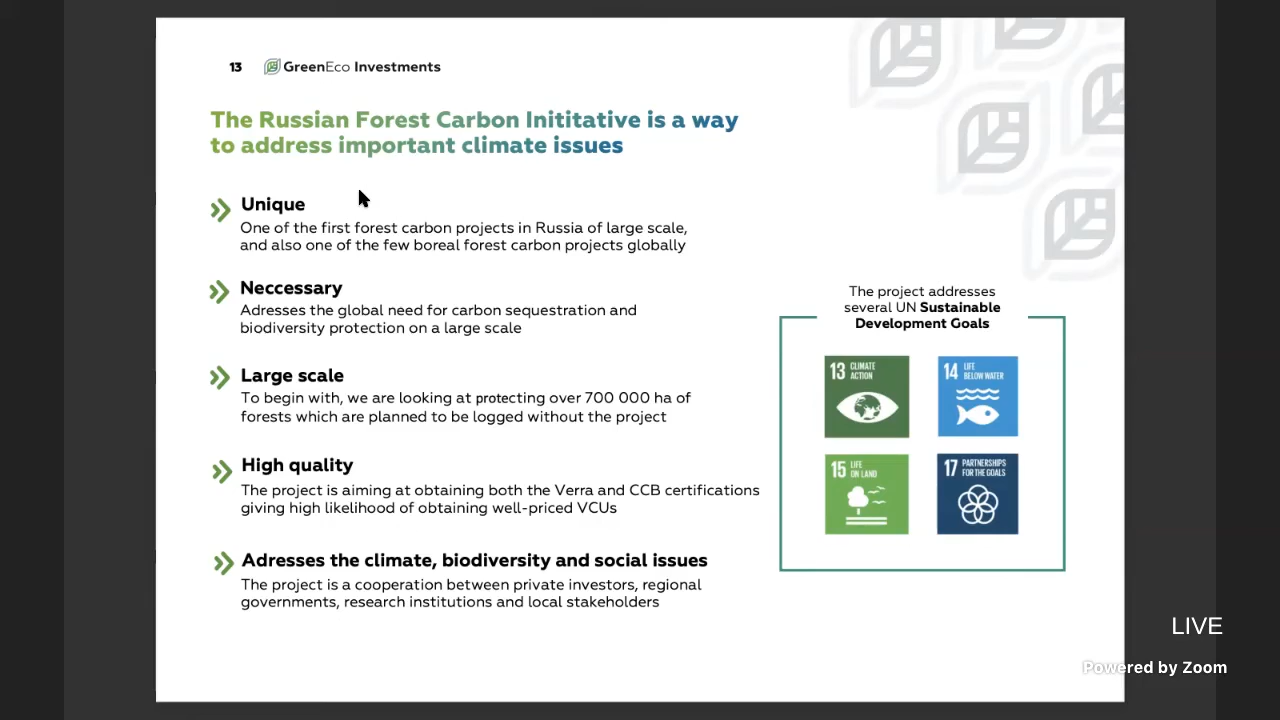 13 GreenEco Investments
The Russian Forest Carbon Inititative is a way
to address important climate issues
Unique
One of the first forest carbon projects in Russia of large scale,
and also one of the few boreal forest carbon projects globally
Neccessary
Adresses the global need for carbon sequestration and
biodiversity protection on a large scale
Large scale
To begin with, we are looking at protecting over 700 000 ha of
forests which are planned to be logged without the project
High quality
The project is aiming at obtaining both the Verra and CCB certifications
giving high likelihood of obtaining well-priced VCUs
Adresses the climate, biodiversity and social issues
The project is a cooperation between private investors, regional
governments, research institutions and local stakeholders
The project addresses
several UN Sustainable
Development Goals
13 CLIMATE
ACTION
14 LIFE
BELOW WATER
15 LIFE
ON LAND
17 PARTNERSHIPS
FOR THE GOALS
LIVE
Powered by Zoom